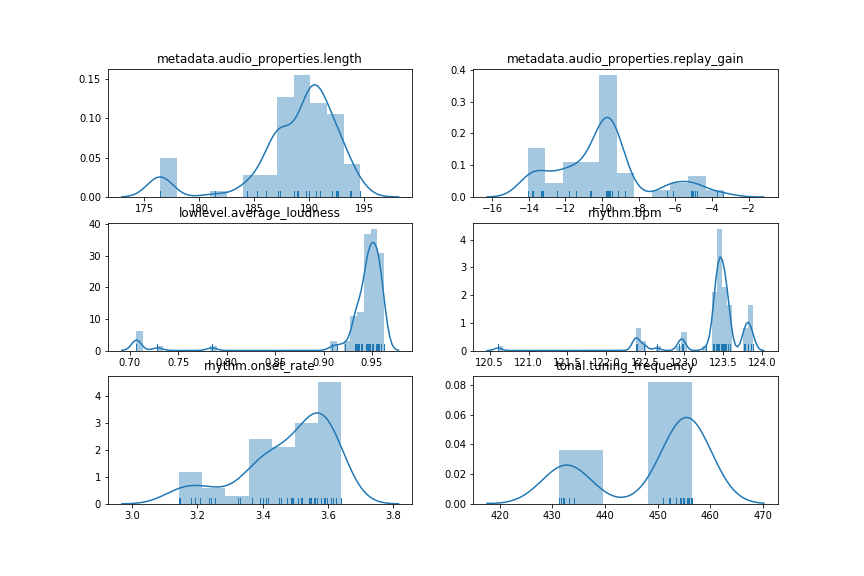 metadata.audio_properties.length
0.15
0.10
0.05
0.00
175 180 185 190 195
metadata.audio_properties.replay_gain
0.4
0.3
0.2
0.1
0.0
−16 −14 −12 −10 −8 −6 −4 −2
lowlevel.average_loudness
40
30
20
10
0
0.70 0.75 0.80 0.85 0.90 0.95
rhythm.bpm
4
3
2
1
0
120.5 121.0 121.5 122.0 122.5 123.0 123.5 124.0
rhythm.onset_rate
4
3
2
1
0
3.0 3.2 3.4 3.6 3.8
tonal.tuning_frequency
0.08
0.06
0.04
0.02
0.00
420 430 440 450 460 470